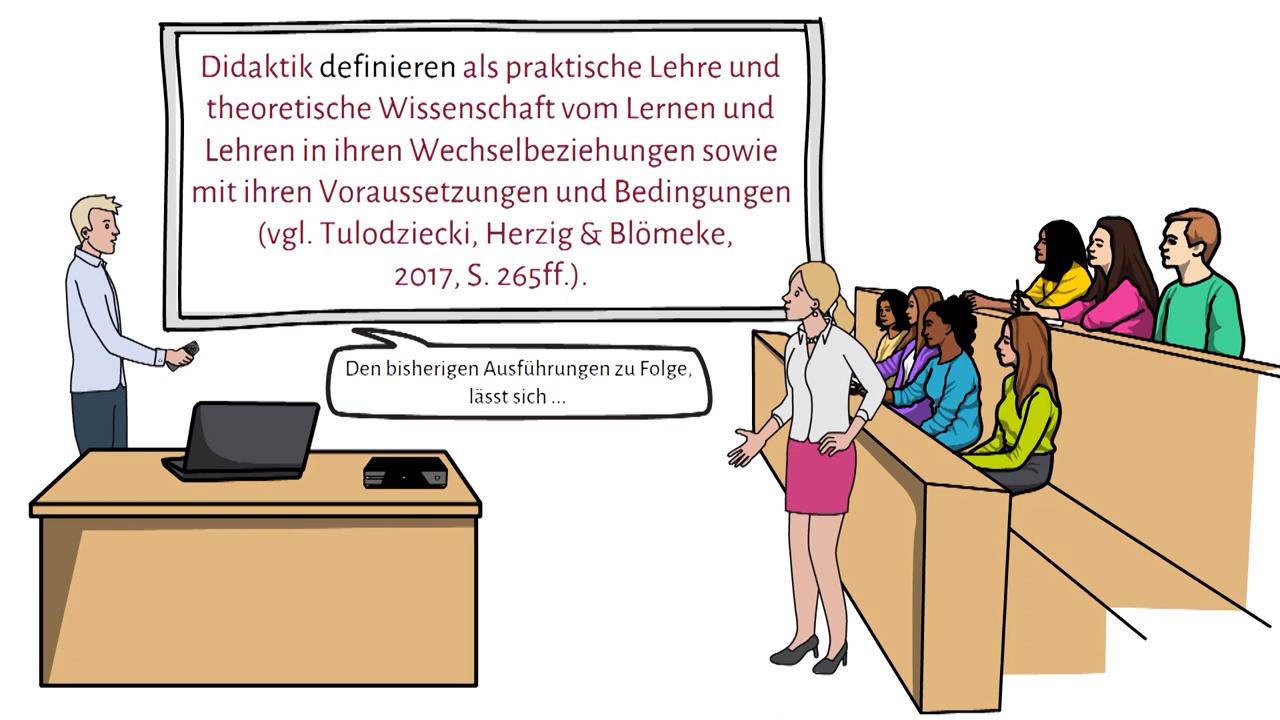 Didaktik definieren als praktische Lehre und
theoretische Wissenschaft vom Lernen und
Lehren in ihren Wechselbeziehungen sowie
mit ihren Voraussetzungen und Bedingungen
(vgl. Tulodziecki, Herzig & Blömeke,
2017, S. 265ff.).
Den bisherigen Ausführungen zu Folge,
lässt sich ...